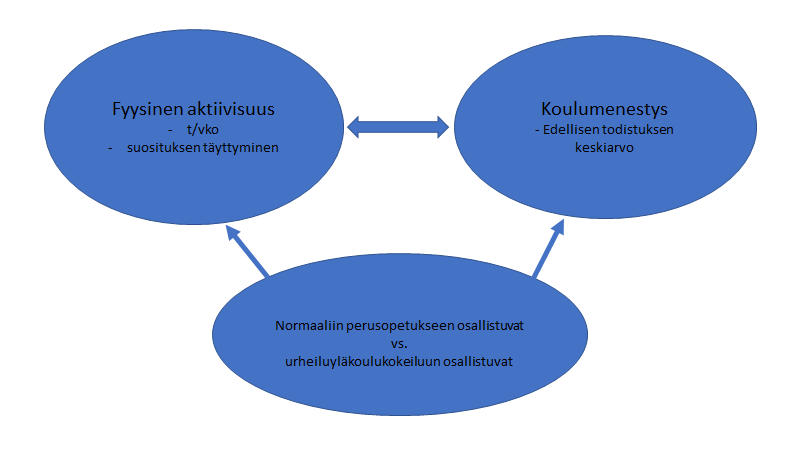 Fyysinen aktiivisuus
- t/vko
- suosituksen täyttyminen
Koulumenestys
- Edellisen todistuksen
keskiarvo
Normaaliin perusopetukseen osallistuvat
vs.
urheiluyläkoulukokeiluun osallistuvat